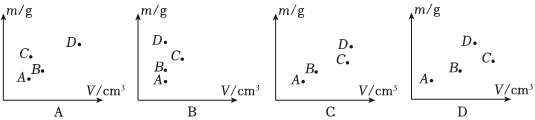 m/g m/g m/g m/g
D D D D
C C C C
A B B A B B
A A
V/cm³ V/cm³ V/cm³ V/cm³
A B C D